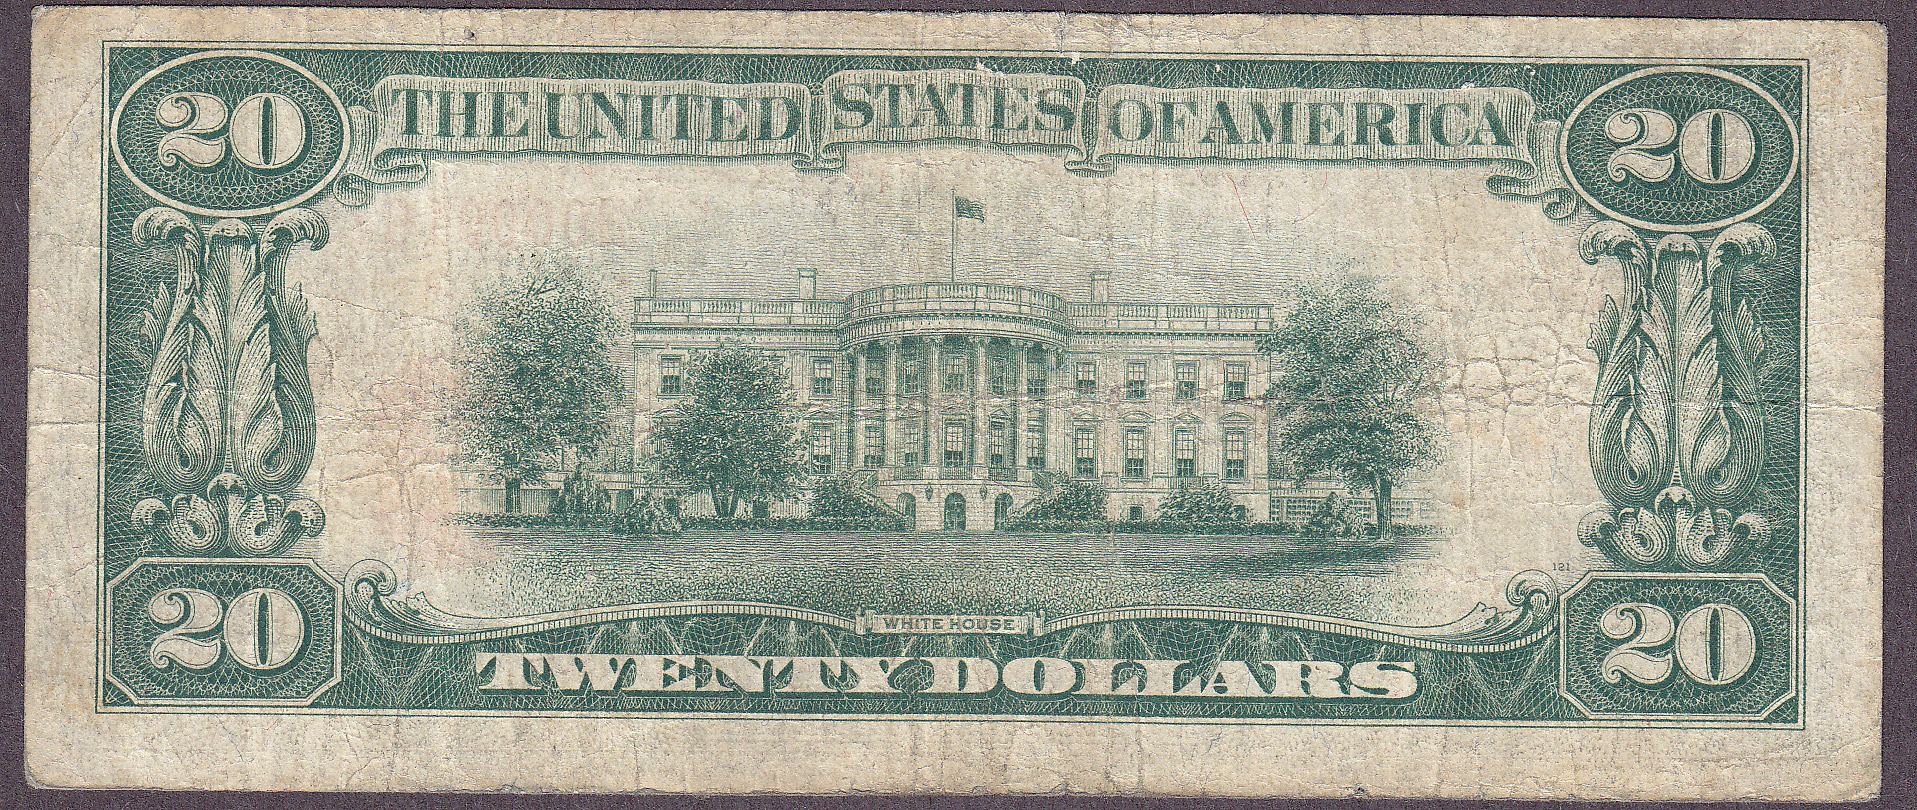 20 THE UNITED STATES OF AMERICA 20
121
WHITE HOUSE
20 TWENTY DOLLARS 20